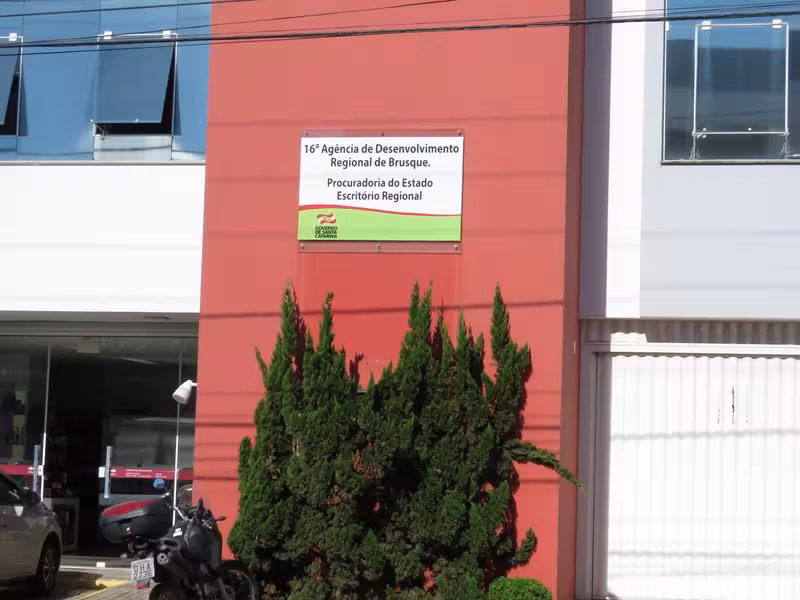 16ª Agência de Desenvolvimento
Regional de Brusque.
Procuradoria do Estado
Escritório Regional
GOVERNO
DE SANTA
CATARINA